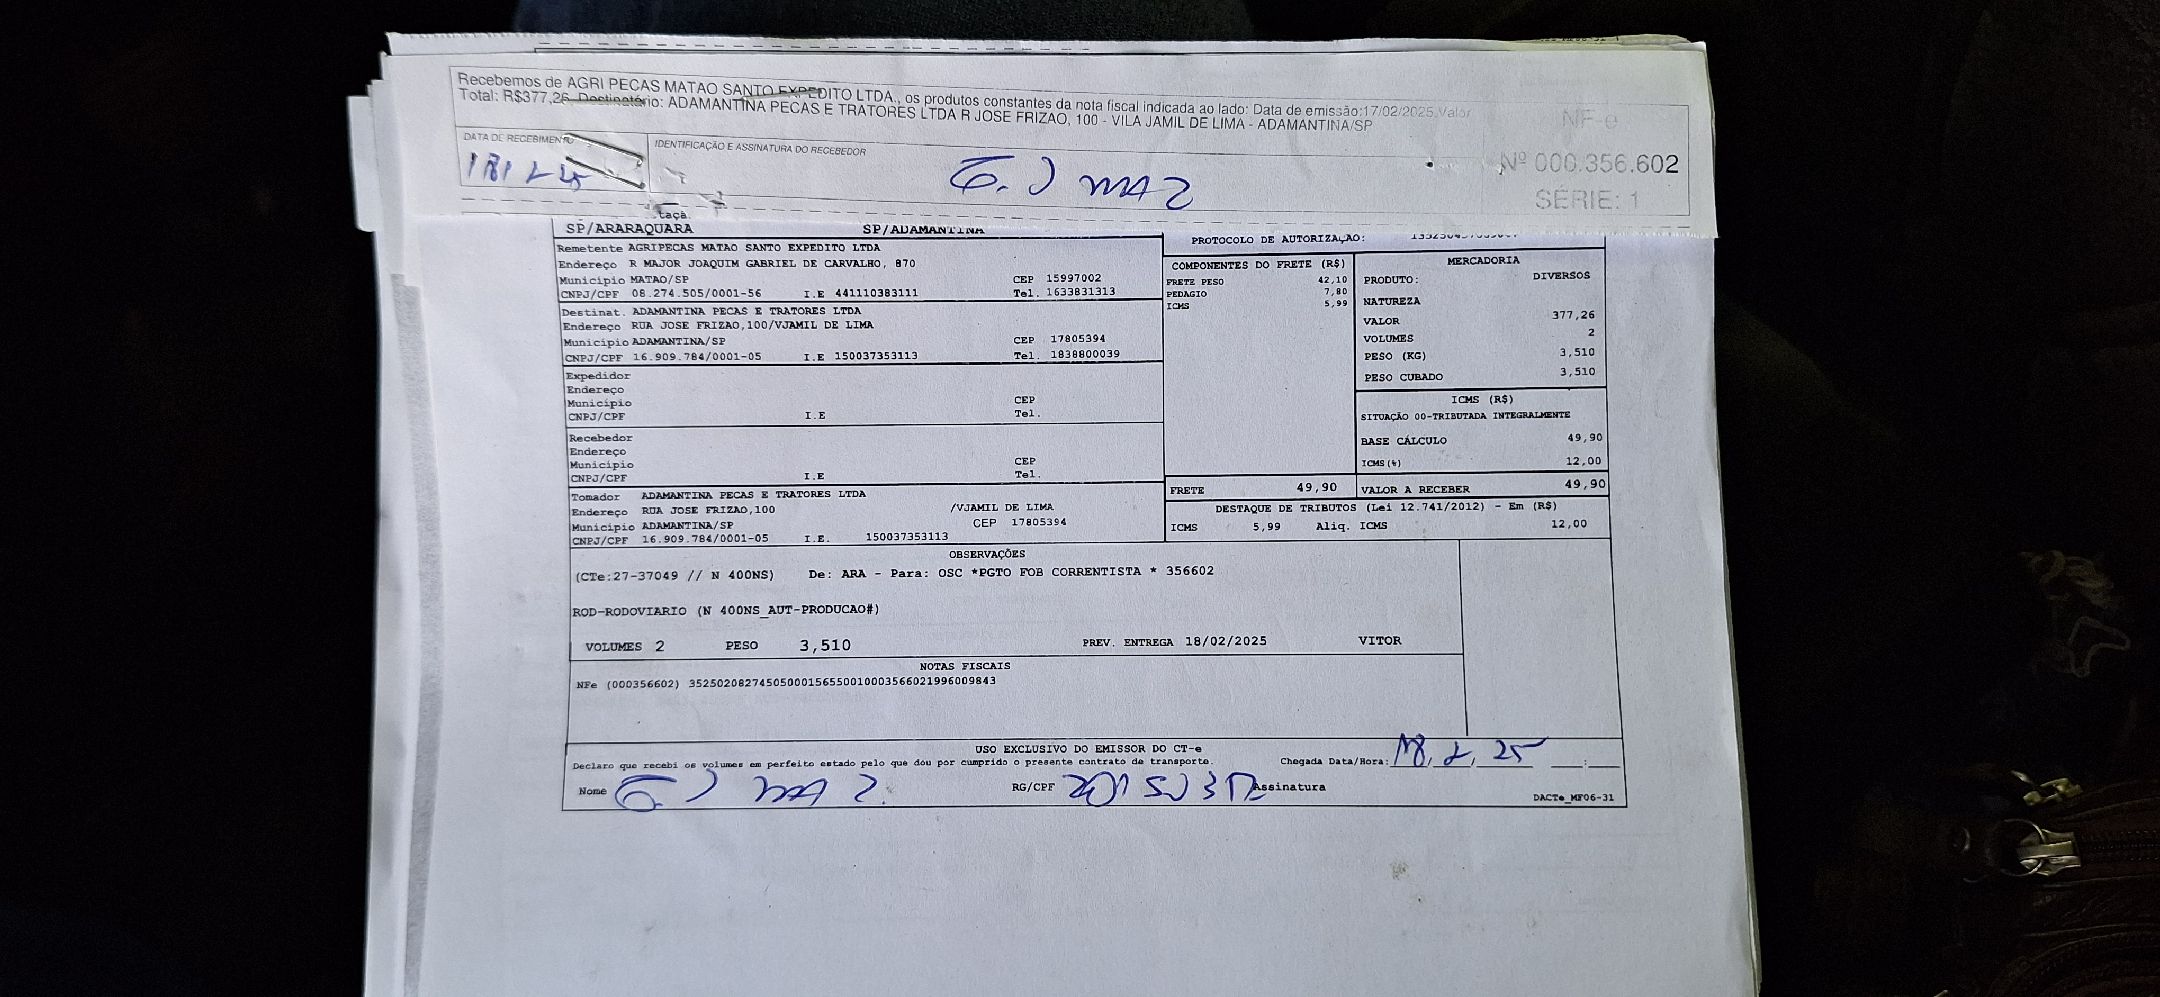 Recebemos de AGRI PECAS MATAO SANTO EXPEDITO LTDA., os produtos constantes da nota fiscal indicada ao lado: Data de emissão:17/02/2025,Valor
Total: R$377,26 Destinatário: ADAMANTINA PECAS E TRATORES LTDA R JOSE FRIZAO, 100 - VILA JAMIL DE LIMA - ADAMANTINA/SP
NF-e
Nº 000.356.602
SÉRIE: 1
DATA DE RECEBIMENTO
IDENTIFICAÇÃO E ASSINATURA DO RECEBEDOR
18 2 25
SP/ARARAQUARA SP/ADAMANTINA
PROTOCOLO DE AUTORIZAÇÃO:
Remetente AGRIPECAS MATAO SANTO EXPEDITO LTDA
Endereço R MAJOR JOAQUIM GABRIEL DE CARVALHO, 870
Município MATAO/SP CEP 15997002
CNPJ/CPF 08.274.505/0001-56 I.E 441110383111 Tel. 1633831313
Destinat. ADAMANTINA PECAS E TRATORES LTDA
Endereço RUA JOSE FRIZAO,100/VJAMIL DE LIMA
Município ADAMANTINA/SP CEP 17805394
CNPJ/CPF 16.909.784/0001-05 I.E 150037353113 Tel. 1838800039
Expedidor
Endereço
Município CEP
CNPJ/CPF I.E Tel.
Recebedor
Endereço
Município CEP
CNPJ/CPF I.E Tel.
Tomador ADAMANTINA PECAS E TRATORES LTDA
Endereço RUA JOSE FRIZAO,100 /VJAMIL DE LIMA
Município ADAMANTINA/SP CEP 17805394
CNPJ/CPF 16.909.784/0001-05 I.E. 150037353113
COMPONENTES DO FRETE (R$)
FRETE PESO 42,10
PEDAGIO 7,80
ICMS 5,99
FRETE 49,90
MERCADORIA
PRODUTO: DIVERSOS
NATUREZA
VALOR 377,26
VOLUMES 2
PESO (KG) 3,510
PESO CUBADO 3,510
ICMS (R$)
SITUAÇÃO 00-TRIBUTADA INTEGRALMENTE
BASE CÁLCULO 49,90
ICMS(%) 12,00
VALOR A RECEBER 49,90
DESTAQUE DE TRIBUTOS (Lei 12.741/2012) - Em (R$)
ICMS 5,99 Aliq. ICMS 12,00
OBSERVAÇÕES
(CTe:27-37049 // N 400NS) De: ARA - Para: OSC *PGTO FOB CORRENTISTA * 356602
ROD-RODOVIARIO (N 400NS_AUT-PRODUCAO#)
VOLUMES 2 PESO 3,510 PREV. ENTREGA 18/02/2025 VITOR
NOTAS FISCAIS
NFe (000356602) 35250208274505000156550010003566021996009843
USO EXCLUSIVO DO EMISSOR DO CT-e
Declaro que recebi os volumes em perfeito estado pelo que dou por cumprido o presente contrato de transporte. Chegada Data/Hora: 18, 2, 25 __:__
Nome RG/CPF Assinatura
DACTe_MF06-31